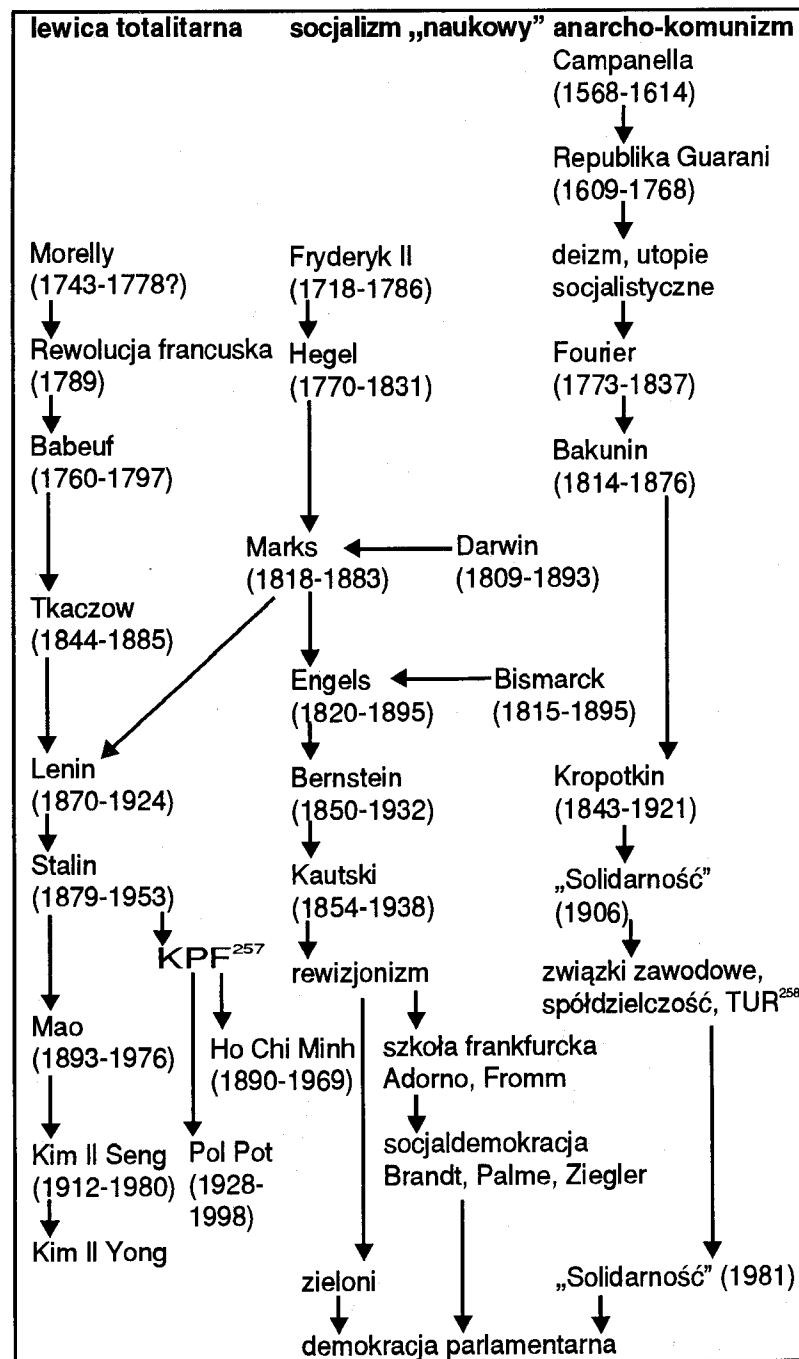 lewica totalitarna
socjalizm „naukowy”
anarcho-komunizm
Campanella
(1568-1614)
Republika Guarani
(1609-1768)
Morelly
(1743-1778?)
Fryderyk II
(1718-1786)
deizm, utopie
socjalistyczne
Rewolucja francuska
(1789)
Hegel
(1770-1831)
Fourier
(1773-1837)
Babeuf
(1760-1797)
Bakunin
(1814-1876)
Marks
(1818-1883)
Darwin
(1809-1893)
Tkaczow
(1844-1885)
Engels
(1820-1895)
Bismarck
(1815-1895)
Lenin
(1870-1924)
Bernstein
(1850-1932)
Kropotkin
(1843-1921)
Stalin
(1879-1953)
Kautski
(1854-1938)
„Solidarność”
(1906)
KPF257
rewizjonizm
związki zawodowe,
spółdzielczość, TUR258
Mao
(1893-1976)
Ho Chi Minh
(1890-1969)
szkoła frankfurcka
Adorno, Fromm
Kim Il Seng
(1912-1980)
Pol Pot
(1928-
1998)
socjaldemokracja
Brandt, Palme, Ziegler
Kim Il Yong
zieloni
„Solidarność” (1981)
demokracja parlamentarna